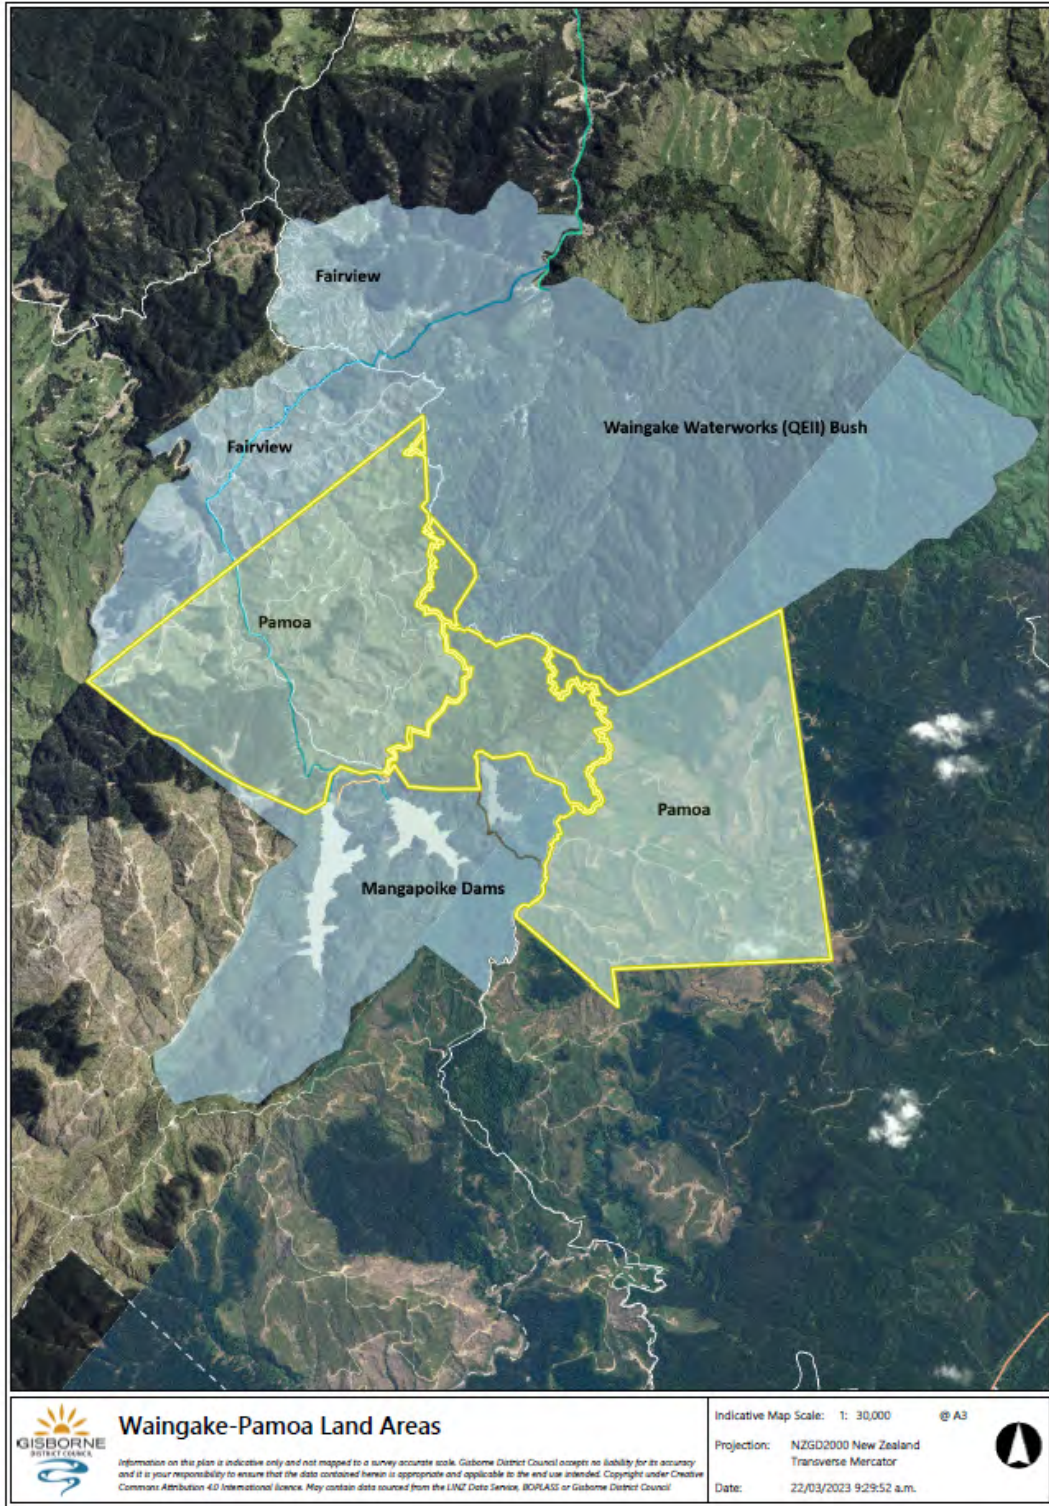 Fairview
Waingake Waterworks (QEII) Bush
Fairview
Pamoa
Pamoa
Mangapoike Dams
GISBORNE
DISTRICT COUNCIL
Waingake-Pamoa Land Areas
Information on this plan is indicative only and not mapped to a survey accurate scale. Gisborne District Council accepts no liability for its accuracy
and it is your responsibility to ensure that the data contained herein is appropriate and applicable to the end use intended. Copyright under Creative
Commons Attribution 4.0 International licence. May contain data sourced from the LINZ Data Service, BOPLASS or Gisborne District Council
Indicative Map Scale: 1: 30,000 @ A3
Projection: NZGD2000 New Zealand
Transverse Mercator
Date: 22/03/2023 9:29:52 a.m.